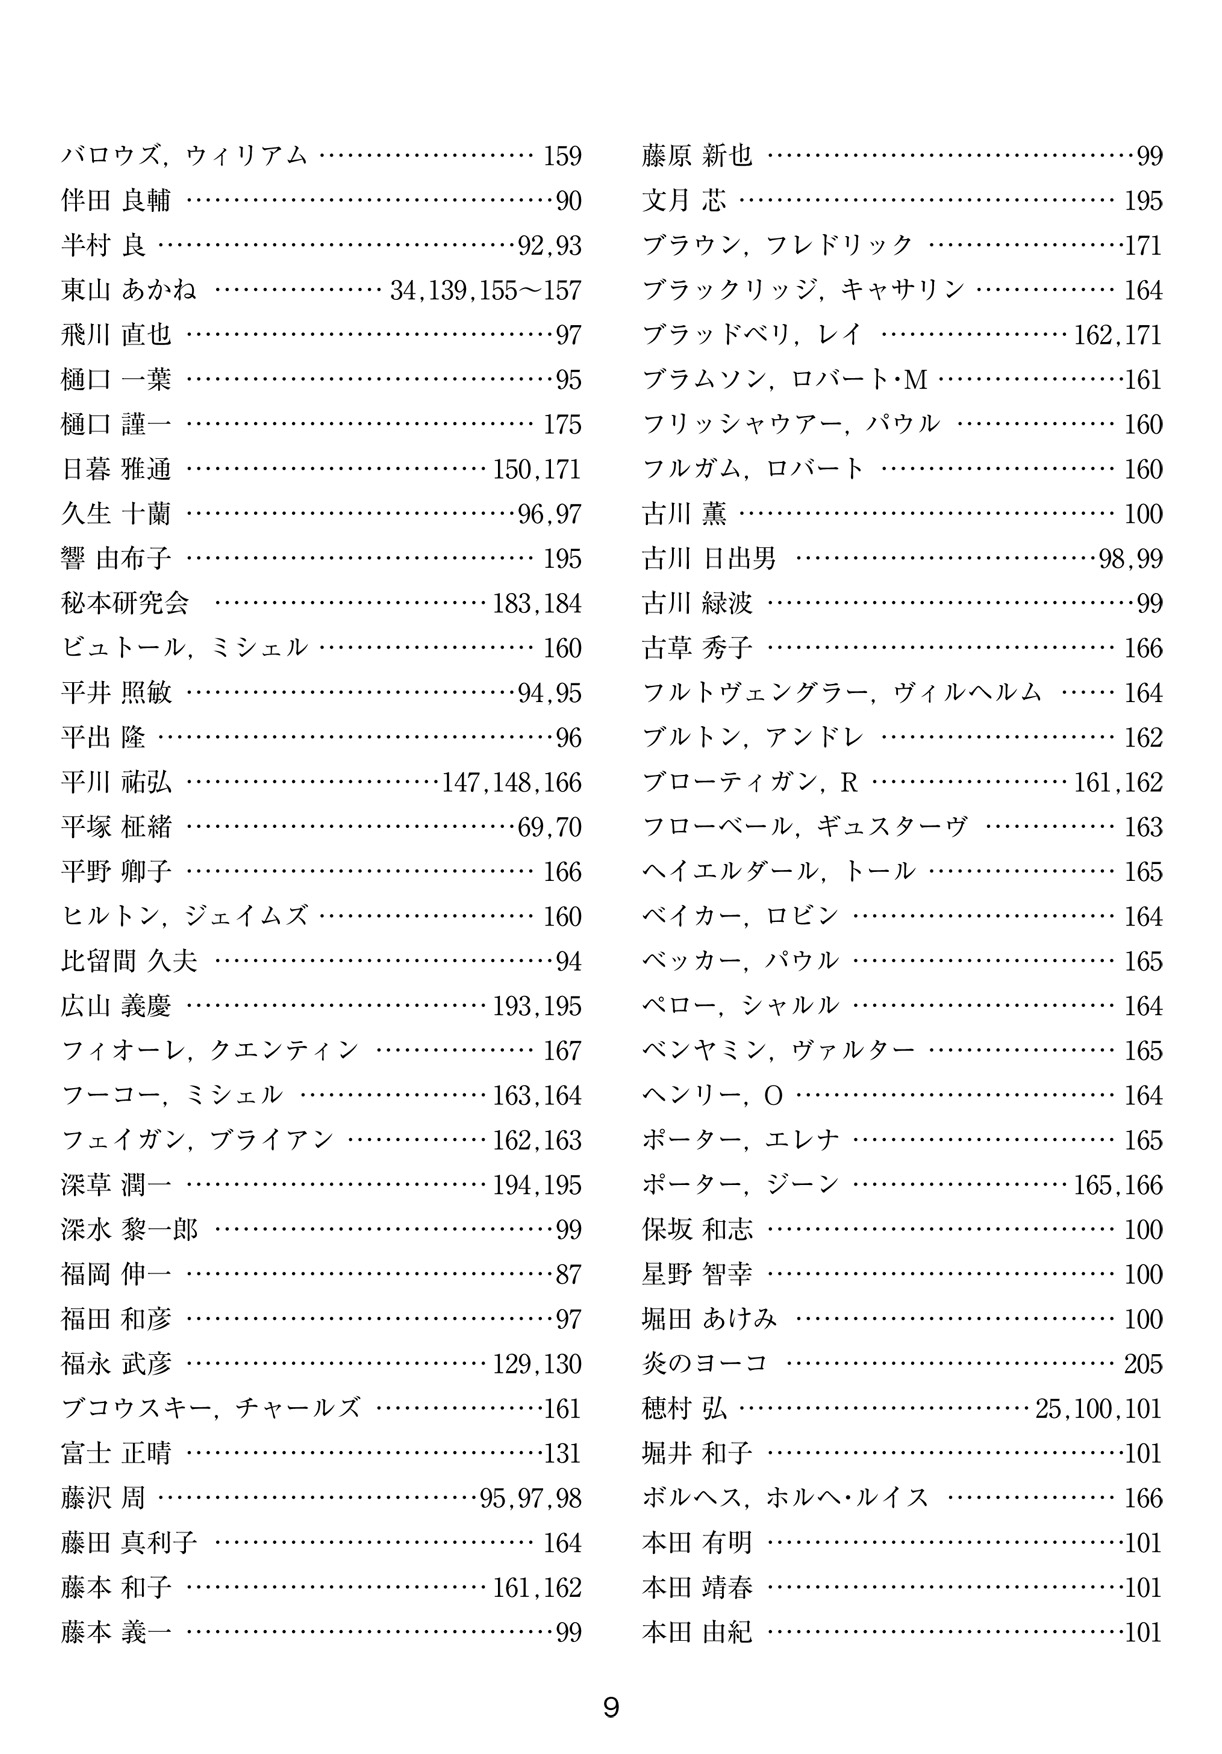 バロウズ, ウィリアム …………………… 159
伴田 良輔 …………………………………90
半村 良 …………………………………92,93
東山 あかね ……………… 34,139,155〜157
飛川 直也 …………………………………97
樋口 一葉 …………………………………95
樋口 謹一 ………………………………… 175
日暮 雅通 …………………………… 150,171
久生 十蘭 ………………………………96,97
響 由布子 ………………………………… 195
秘本研究会 ………………………… 183,184
ビュトール, ミシェル …………………… 160
平井 照敏 ………………………………94,95
平出 隆 ……………………………………96
平川 祐弘 ………………………147,148,166
平塚 柾緒 ………………………………69,70
平野 卿子 ………………………………… 166
ヒルトン, ジェイムズ …………………… 160
比留間 久夫 ………………………………94
広山 義慶 …………………………… 193,195
フィオーレ, クエンティン ……………… 167
フーコー, ミシェル ……………… 163,164
フェイガン, ブライアン …………… 162,163
深草 潤一 …………………………… 194,195
深水 黎一郎 ………………………………99
福岡 伸一 …………………………………87
福田 和彦 …………………………………97
福永 武彦 …………………………… 129,130
ブコウスキー, チャールズ ………………161
富士 正晴 …………………………………131
藤沢 周 ……………………………95,97,98
藤田 真利子 ……………………………… 164
藤本 和子 …………………………… 161,162
藤本 義一 …………………………………99
藤原 新也 …………………………………99
文月 芯 …………………………………… 195
ブラウン, フレドリック …………………171
ブラックリッジ, キャサリン …………… 164
ブラッドベリ, レイ ………………… 162,171
ブラムソン, ロバート・M ………………161
フリッシャウアー, パウル ……………… 160
フルガム, ロバート …………………… 160
古川 薫 …………………………………… 100
古川 日出男 ……………………………98,99
古川 緑波 …………………………………99
古草 秀子 ………………………………… 166
フルトヴェングラー, ヴィルヘルム …… 164
ブルトン, アンドレ …………………… 162
ブローティガン, R ………………… 161,162
フローベール, ギュスターヴ …………… 163
ヘイエルダール, トール ………………… 165
ベイカー, ロビン ……………………… 164
ベッカー, パウル ……………………… 165
ペロー, シャルル ……………………… 164
ベンヤミン, ヴァルター ………………… 165
ヘンリー, O ……………………………… 164
ポーター, エレナ ……………………… 165
ポーター, ジーン …………………… 165,166
保坂 和志 ………………………………… 100
星野 智幸 ………………………………… 100
堀田 あけみ ……………………………… 100
炎のヨーコ ……………………………… 205
穂村 弘 ………………………… 25,100,101
堀井 和子 …………………………………101
ボルヘス, ホルヘ・ルイス ……………… 166
本田 有明 …………………………………101
本田 靖春 …………………………………101
本田 由紀 …………………………………101
9